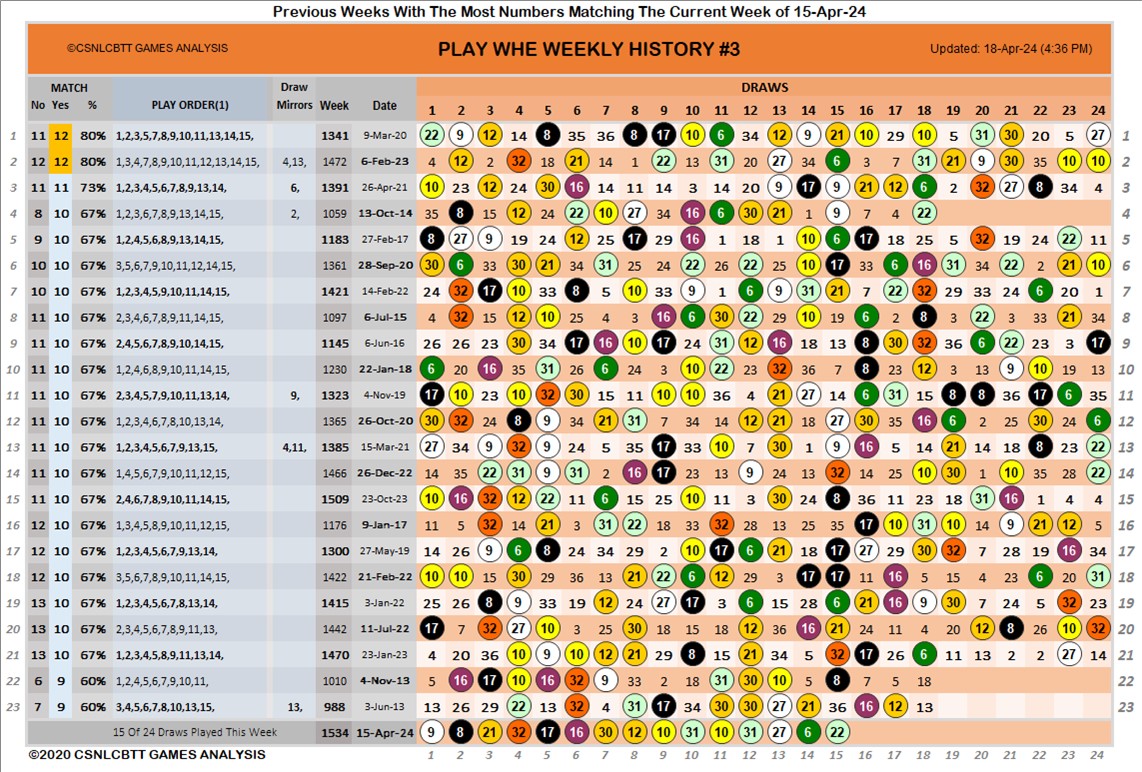 Previous Weeks With The Most Numbers Matching The Current Week of 15-Apr-24
©CSNLCBTT GAMES ANALYSIS PLAY WHE WEEKLY HISTORY #3 Updated: 18-Apr-24 (4:36 PM)
MATCH Draw DRAWS
No Yes % PLAY ORDER(1) Mirrors Week Date 1 2 3 4 5 6 7 8 9 10 11 12 13 14 15 16 17 18 19 20 21 22 23 24
1 11 12 80% 1,2,3,5,7,8,9,10,11,13,14,15, 1341 9-Mar-20 22 9 12 14 8 35 36 8 17 10 6 34 12 9 21 10 29 10 5 31 30 20 5 27 1
2 12 12 80% 1,3,4,7,8,9,10,11,12,13,14,15, 4,13, 1472 6-Feb-23 4 12 2 32 18 21 14 1 22 13 31 20 27 34 6 3 7 31 21 9 30 35 10 10 2
3 11 11 73% 1,2,3,4,5,6,7,8,9,13,14, 6, 1391 26-Apr-21 10 23 12 24 30 16 14 11 14 3 14 20 9 17 9 21 12 6 2 32 27 8 34 4 3
4 8 10 67% 1,2,3,6,7,8,9,13,14,15, 2, 1059 13-Oct-14 35 8 15 12 24 22 10 27 34 16 6 30 21 1 9 7 4 22 4
5 9 10 67% 1,2,4,5,6,8,9,13,14,15, 1183 27-Feb-17 8 27 9 19 24 12 25 17 29 16 1 18 1 10 6 17 18 25 5 32 19 24 22 11 5
6 10 10 67% 3,5,6,7,9,10,11,12,14,15, 1361 28-Sep-20 30 6 33 30 21 34 31 25 24 22 26 22 25 10 17 33 6 16 31 34 22 2 21 10 6
7 10 10 67% 1,2,3,4,5,9,10,11,14,15, 1421 14-Feb-22 24 32 17 10 33 8 5 10 33 9 1 6 9 31 21 7 22 32 29 33 24 6 20 1 7
8 11 10 67% 2,3,4,6,7,8,9,11,14,15, 1097 6-Jul-15 4 32 15 12 10 25 4 3 16 6 30 22 29 10 19 6 2 8 3 22 3 33 21 34 8
9 11 10 67% 2,4,5,6,7,8,9,10,11,15, 1145 6-Jun-16 26 26 23 30 34 17 16 10 17 24 31 12 16 18 13 8 30 32 36 6 22 23 3 17 9
10 11 10 67% 1,2,4,6,8,9,10,11,14,15, 1230 22-Jan-18 6 20 16 35 31 26 6 24 3 10 22 23 32 36 7 8 23 12 3 13 9 10 19 13 10
11 11 10 67% 2,3,4,5,7,9,10,11,13,14, 9, 1323 4-Nov-19 17 10 23 10 32 30 15 11 10 10 36 4 21 27 14 6 31 15 8 8 36 17 6 35 11
12 11 10 67% 1,2,3,4,6,7,8,10,13,14, 1365 26-Oct-20 30 32 24 8 9 34 21 31 7 34 14 12 21 15 27 30 35 16 6 2 25 30 24 6 12
13 11 10 67% 1,2,3,4,5,6,7,9,13,15, 4,11, 1385 15-Mar-21 27 34 9 32 9 24 2 35 17 33 10 7 30 1 9 16 5 14 21 14 18 8 23 22 13
14 11 10 67% 1,4,5,6,7,9,10,11,12,15, 1466 26-Dec-22 14 35 22 31 9 31 2 16 17 23 12 9 24 13 32 14 25 10 30 1 10 35 28 22 14
15 11 10 67% 2,4,6,7,8,9,10,11,14,15, 1509 23-Oct-23 10 16 32 12 22 11 6 15 25 10 11 3 30 24 8 36 11 23 18 31 16 1 4 4 15
16 12 10 67% 1,3,4,5,8,9,10,11,12,15, 1176 9-Jan-17 11 5 32 4 21 3 31 22 18 33 32 28 13 25 35 17 10 31 10 14 9 21 12 5 16
17 12 10 67% 1,2,3,4,5,6,7,9,13,14, 1300 27-May-19 14 26 9 6 8 24 34 29 2 10 17 12 21 18 17 27 29 30 32 7 28 19 16 34 17
18 12 10 67% 3,5,6,7,8,9,10,11,14,15, 1422 21-Feb-22 10 10 15 30 29 36 13 21 22 6 12 29 3 17 17 11 16 5 15 4 23 6 20 31 18
19 13 10 67% 1,2,3,4,5,6,7,8,13,14, 1415 3-Jan-22 25 26 8 9 33 19 12 24 27 17 3 6 15 28 6 21 16 9 30 7 24 5 32 23 19
20 13 10 67% 2,3,4,5,6,7,8,9,11,13, 1442 11-Jul-22 17 7 32 27 10 3 25 30 18 15 18 12 36 16 21 24 11 4 20 12 8 26 10 32 20
21 13 10 67% 1,2,3,4,5,8,9,11,13,14, 1470 23-Jan-23 1 20 36 10 9 10 12 21 29 8 15 21 14 5 32 17 26 6 11 13 2 2 27 14 21
22 6 9 60% 1,2,4,6,7,9,10,11, 1010 4-Nov-13 5 16 17 10 16 32 9 33 2 18 31 30 10 5 8 7 5 18 22
23 7 9 60% 3,4,5,6,7,8,10,13,15, 13, 988 3-Jun-13 13 26 29 22 13 32 4 31 17 34 30 30 27 21 36 16 12 13 23
15 Of 24 Draws Played This Week 1534 15-Apr-24 9 8 21 32 17 16 30 12 10 31 10 31 27 6 22
©2020 CSNLCBTT GAMES ANALYSIS 1 2 3 4 5 6 7 8 9 10 11 12 13 14 15 16 17 18 19 20 21 22 23 24